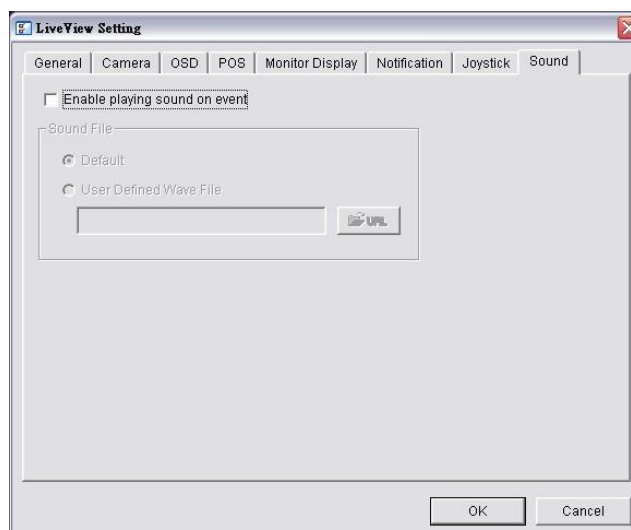 LiveView Setting
General Camera OSD POS Monitor Display Notification Joystick Sound
Enable playing sound on event
Sound File
Default
User Defined Wave File
URL
OK Cancel